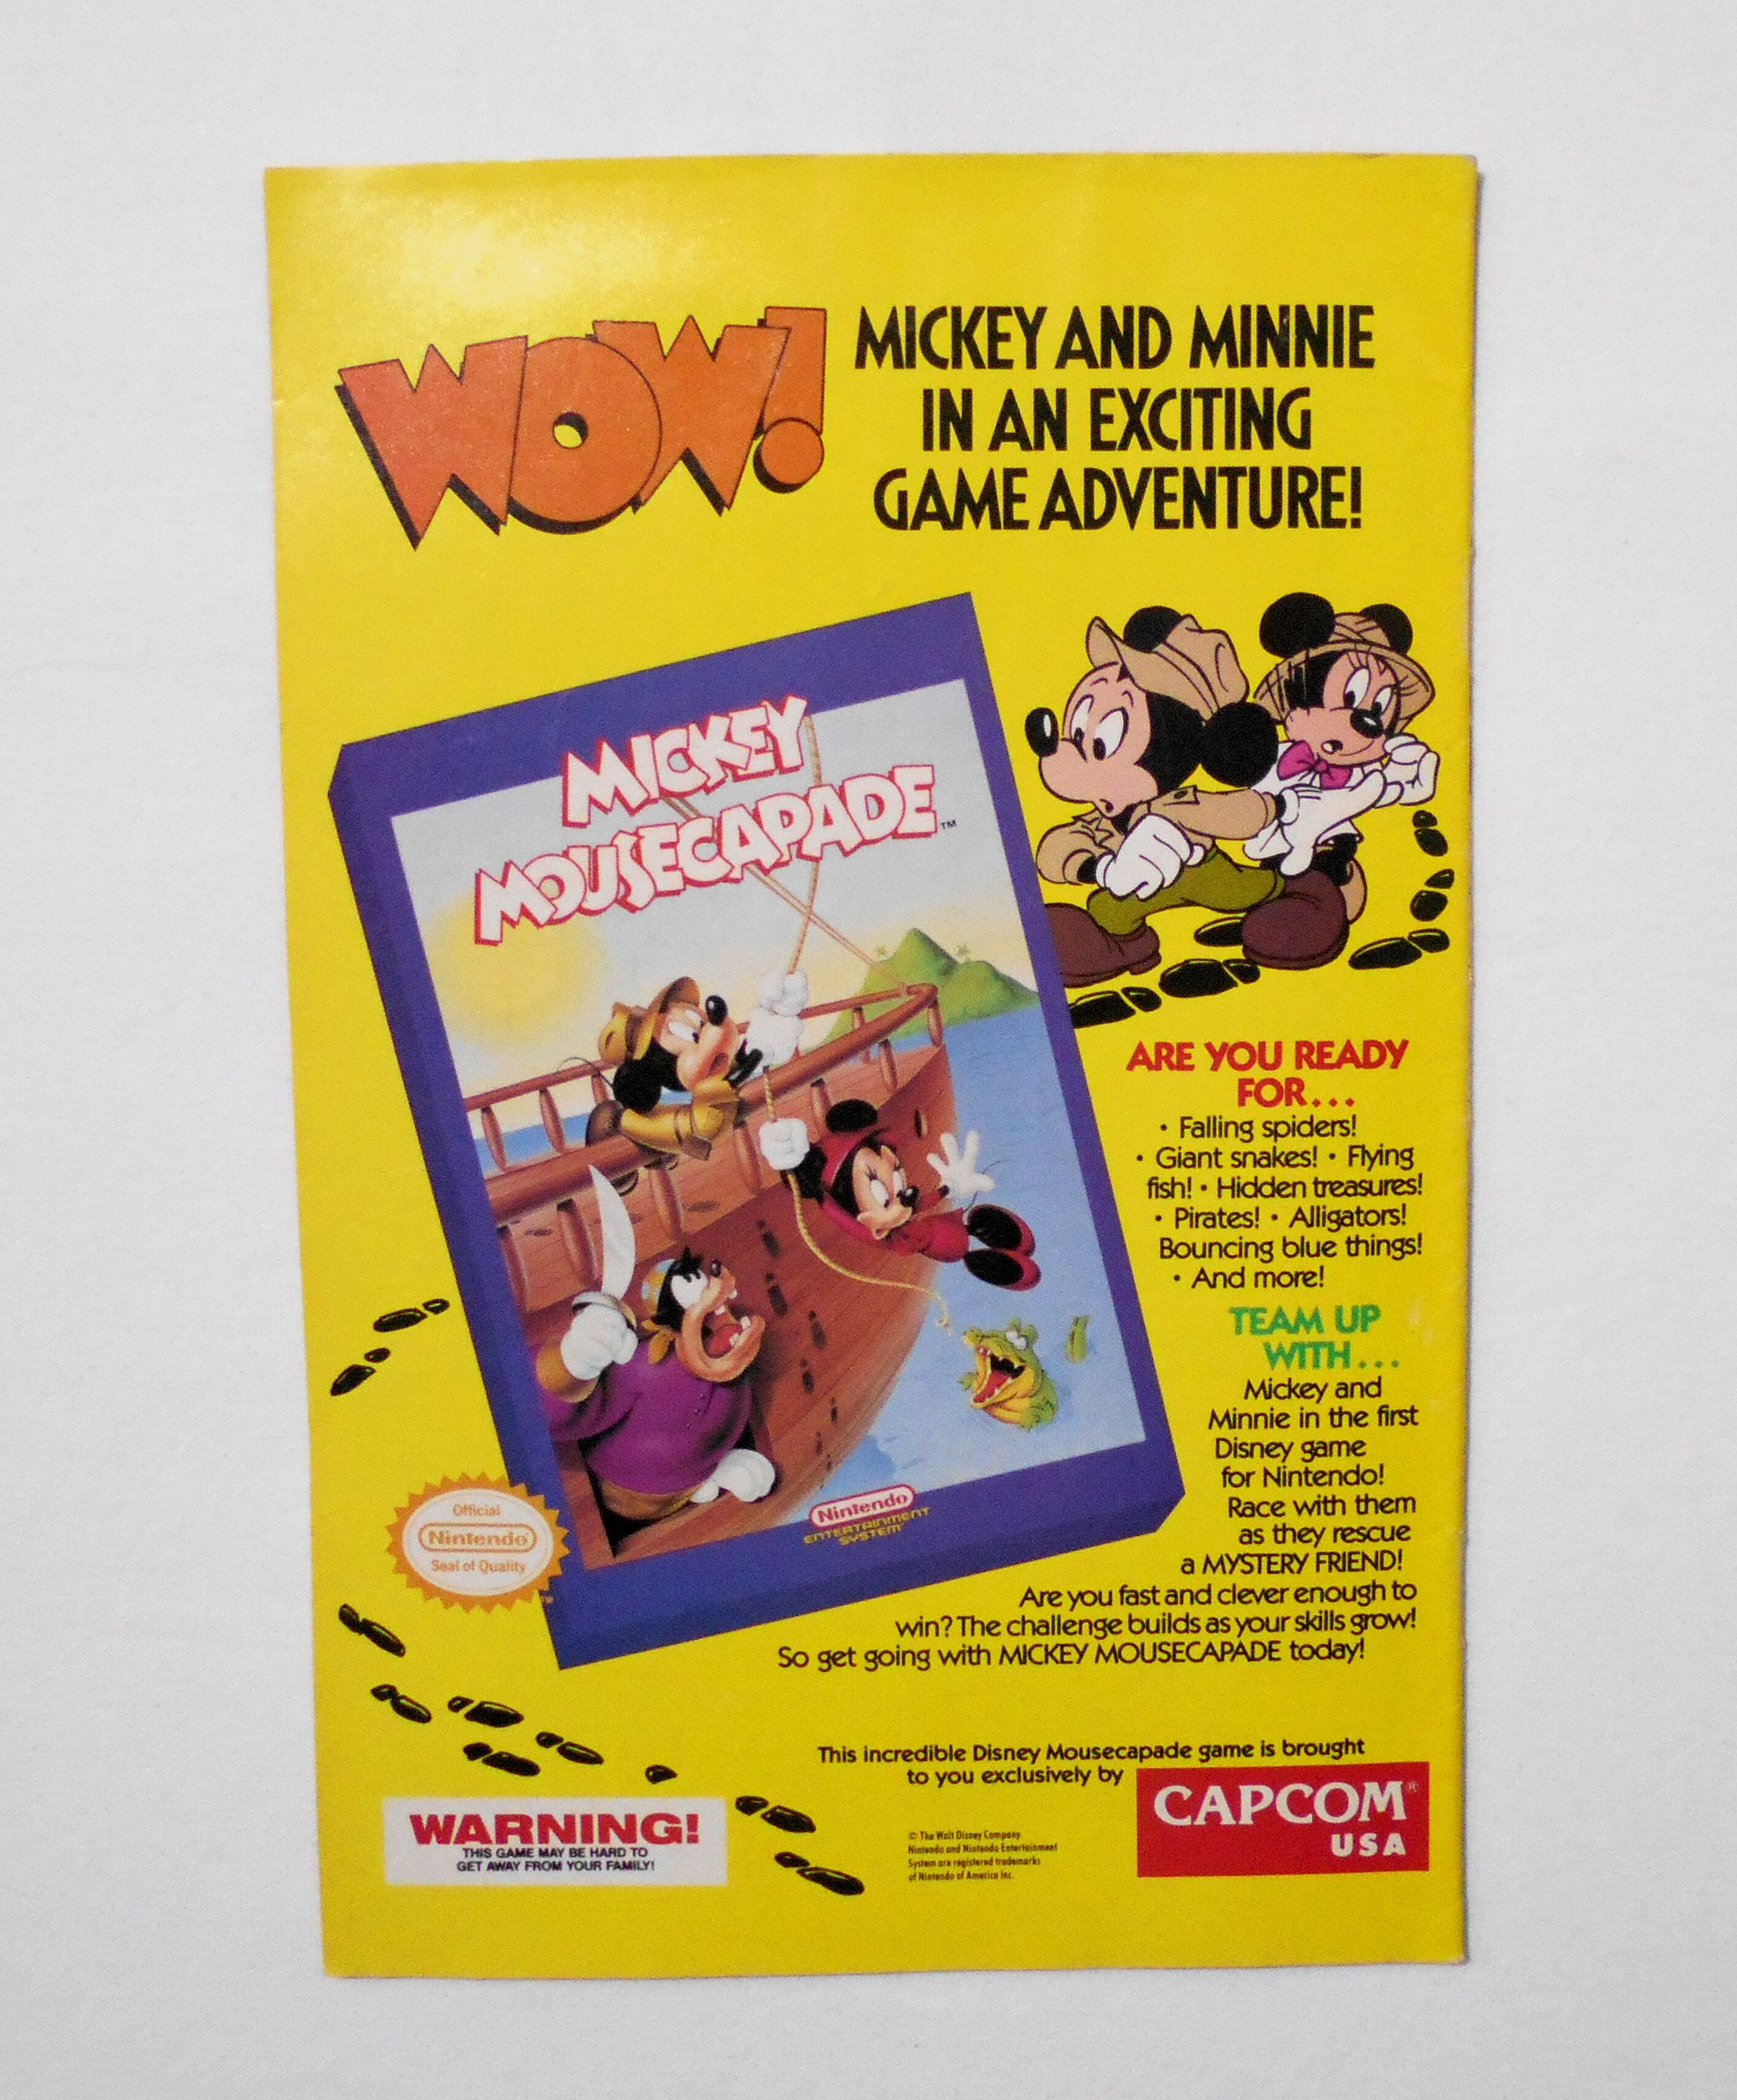 WOW!
MICKEY AND MINNIE
IN AN EXCITING
GAME ADVENTURE!
MICKEY
MOUSECAPADE™
Nintendo
ENTERTAINMENT
SYSTEM™
Official
Nintendo®
Seal of Quality
TM
ARE YOU READY
FOR...
• Falling spiders!
• Giant snakes! • Flying
fish! • Hidden treasures!
• Pirates! • Alligators!
Bouncing blue things!
• And more!
TEAM UP
WITH...
Mickey and
Minnie in the first
Disney game
for Nintendo!
Race with them
as they rescue
a MYSTERY FRIEND!
Are you fast and clever enough to
win? The challenge builds as your skills grow!
So get going with MICKEY MOUSECAPADE today!
This incredible Disney Mousecapade game is brought
to you exclusively by
CAPCOM®
USA
WARNING!
THIS GAME MAY BE HARD TO
GET AWAY FROM YOUR FAMILY!
© The Walt Disney Company.
Nintendo and Nintendo Entertainment
System are registered trademarks
of Nintendo of America Inc.